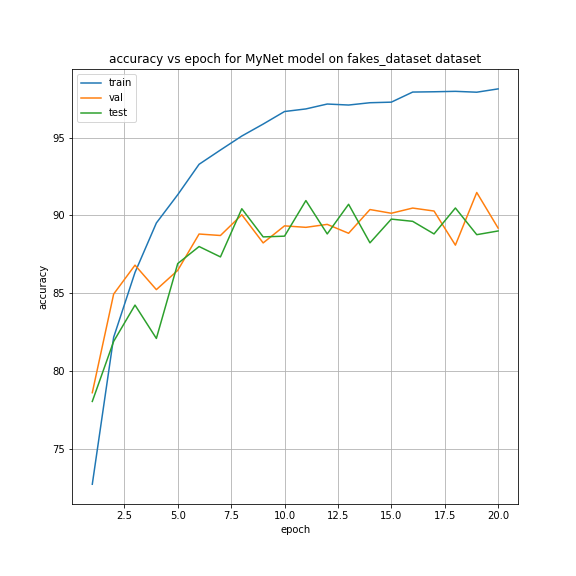 accuracy vs epoch for MyNet model on fakes_dataset dataset
train
val
test
95
90
85
80
75
accuracy
2.5 5.0 7.5 10.0 12.5 15.0 17.5 20.0
epoch